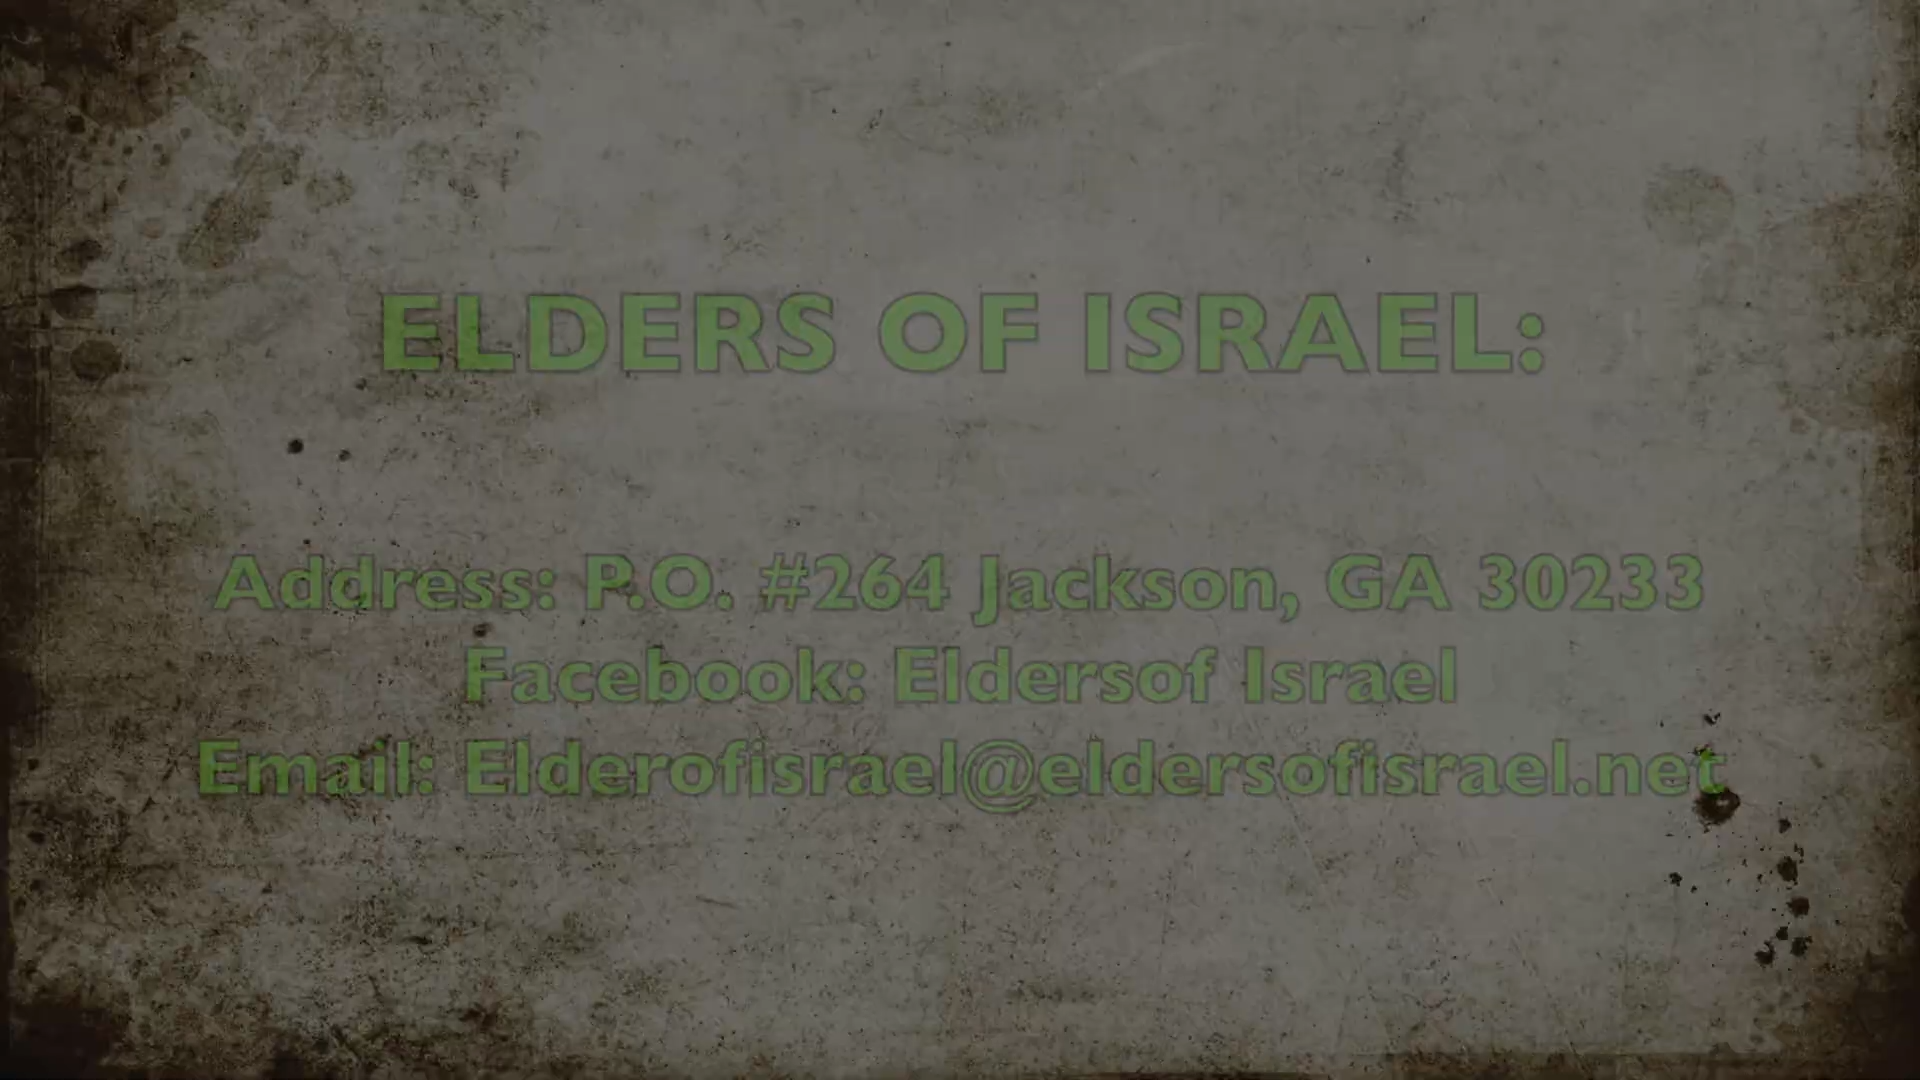 ELDERS OF ISRAEL:
Address: P.O. #264 Jackson, GA 30233
Facebook: Eldersof Israel
Email: Elderofisrael@eldersofisrael.net